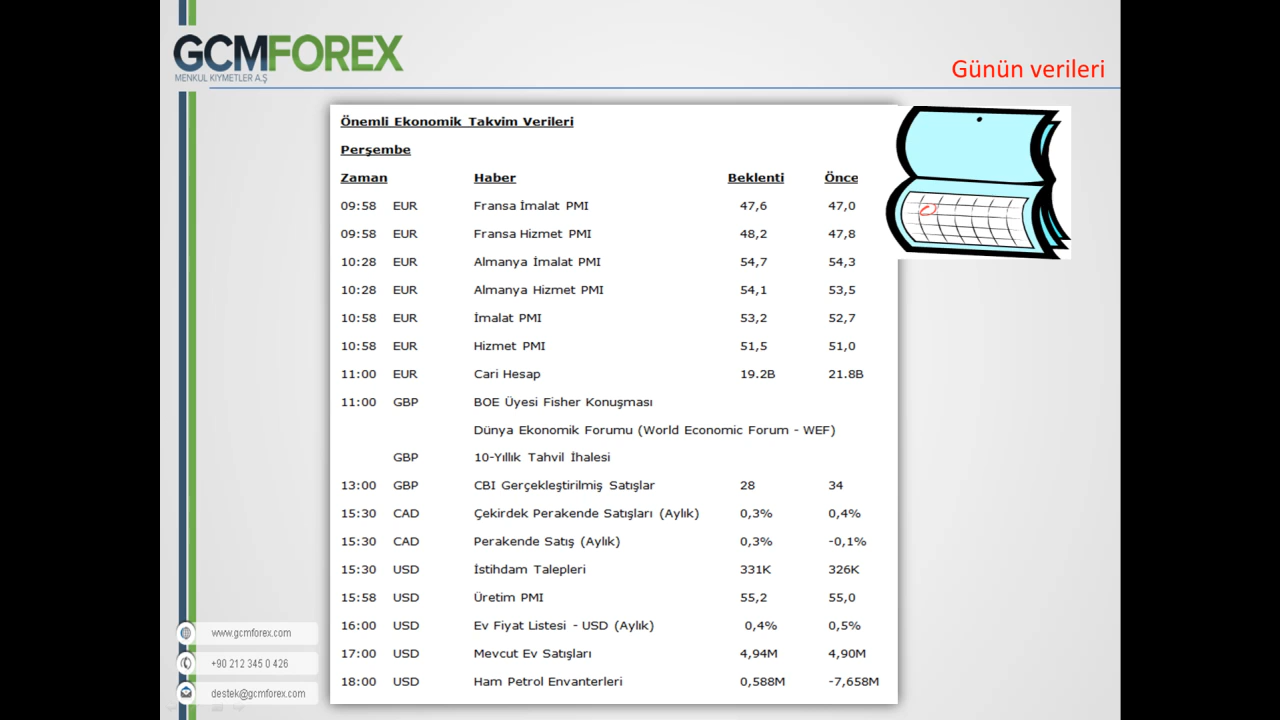 GCMFOREX
MENKUL KIYMETLER A.Ş
Günün verileri
Önemli Ekonomik Takvim Verileri
Perşembe
Zaman Haber Beklenti Önce
09:58 EUR Fransa İmalat PMI 47,6 47,0
09:58 EUR Fransa Hizmet PMI 48,2 47,8
10:28 EUR Almanya İmalat PMI 54,7 54,3
10:28 EUR Almanya Hizmet PMI 54,1 53,5
10:58 EUR İmalat PMI 53,2 52,7
10:58 EUR Hizmet PMI 51,5 51,0
11:00 EUR Cari Hesap 19.2B 21.8B
11:00 GBP BOE Üyesi Fisher Konuşması
Dünya Ekonomik Forumu (World Economic Forum - WEF)
GBP 10-Yıllık Tahvil İhalesi
13:00 GBP CBI Gerçekleştirilmiş Satışlar 28 34
15:30 CAD Çekirdek Perakende Satışları (Aylık) 0,3% 0,4%
15:30 CAD Perakende Satış (Aylık) 0,3% -0,1%
15:30 USD İstihdam Talepleri 331K 326K
15:58 USD Üretim PMI 55,2 55,0
16:00 USD Ev Fiyat Listesi - USD (Aylık) 0,4% 0,5%
17:00 USD Mevcut Ev Satışları 4,94M 4,90M
18:00 USD Ham Petrol Envanterleri 0,588M -7,658M
www.gcmforex.com
+90 212 345 0 426
destek@gcmforex.com